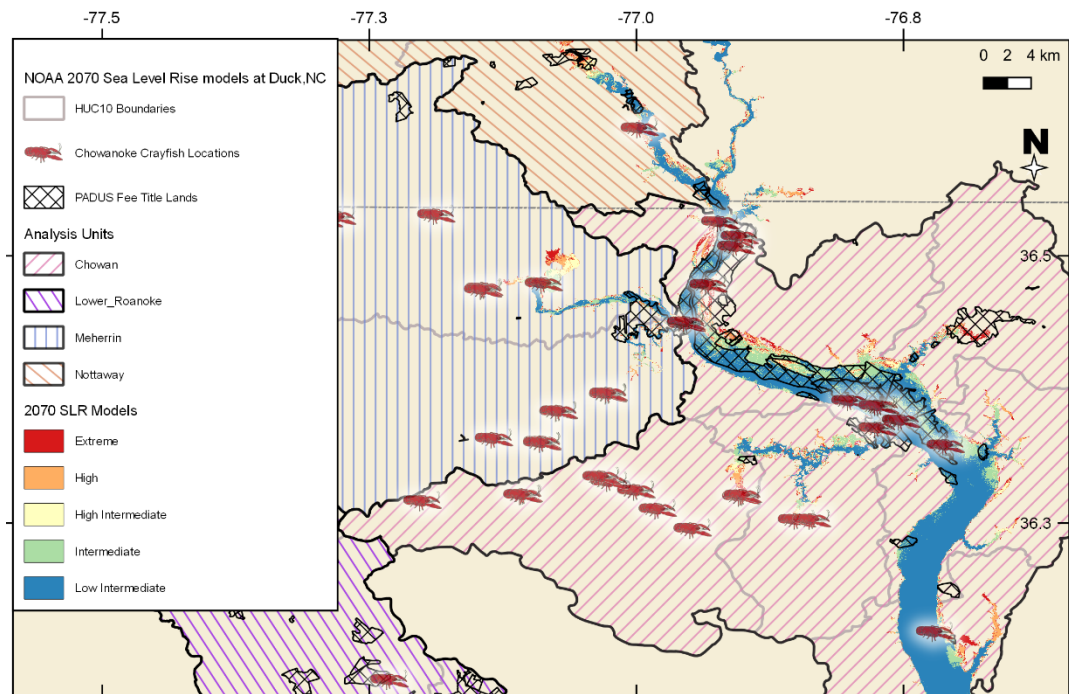 -77.5 -77.3 -77.0 -76.8
NOAA 2070 Sea Level Rise models at Duck,NC
HUC10 Boundaries
Chowanoke Crayfish Locations
PADUS Fee Title Lands
Analysis Units
Chowan
Lower_Roanoke
Meherrin
Nottaway
2070 SLR Models
Extreme
High
High Intermediate
Intermediate
Low Intermediate
0 2 4 km
N
36.5
36.3